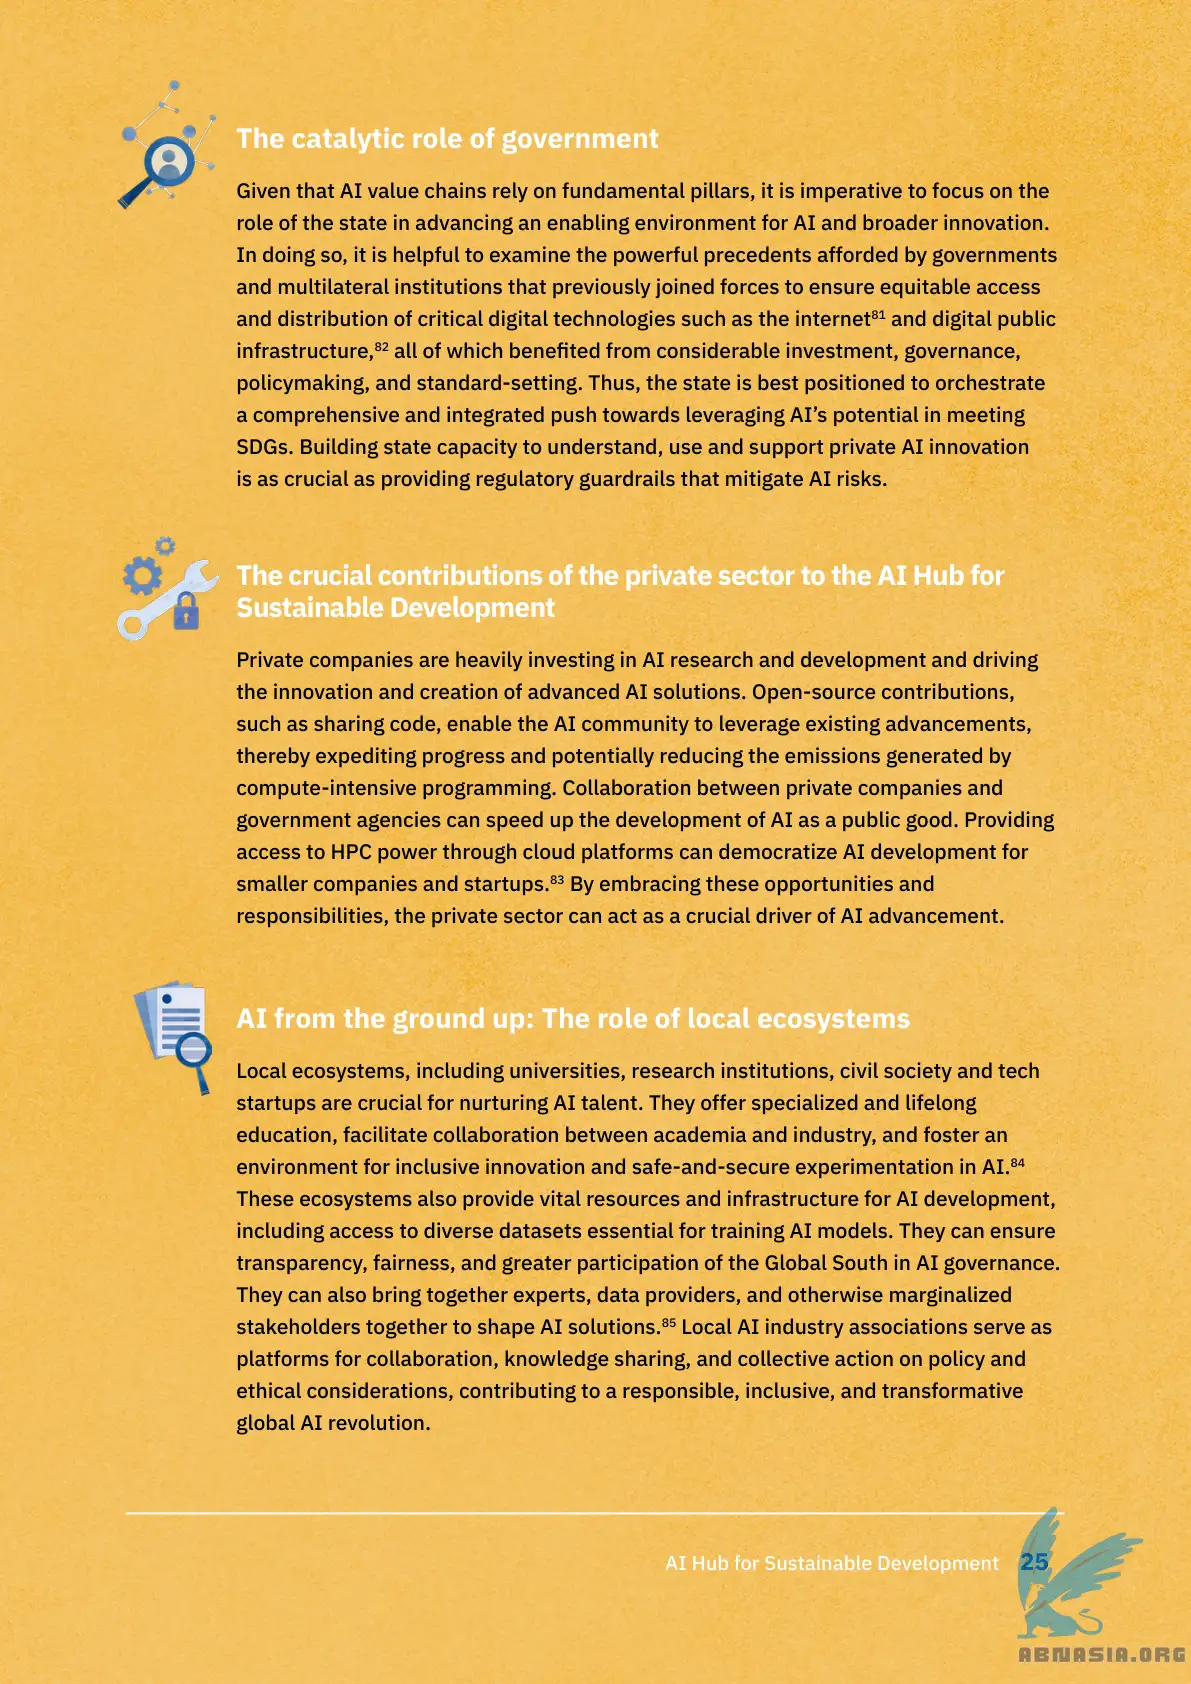 The catalytic role of government
Given that AI value chains rely on fundamental pillars, it is imperative to focus on the
role of the state in advancing an enabling environment for AI and broader innovation.
In doing so, it is helpful to examine the powerful precedents afforded by governments
and multilateral institutions that previously joined forces to ensure equitable access
and distribution of critical digital technologies such as the internet⁸¹ and digital public
infrastructure,⁸² all of which benefited from considerable investment, governance,
policymaking, and standard-setting. Thus, the state is best positioned to orchestrate
a comprehensive and integrated push towards leveraging AI’s potential in meeting
SDGs. Building state capacity to understand, use and support private AI innovation
is as crucial as providing regulatory guardrails that mitigate AI risks.
The crucial contributions of the private sector to the AI Hub for
Sustainable Development
Private companies are heavily investing in AI research and development and driving
the innovation and creation of advanced AI solutions. Open-source contributions,
such as sharing code, enable the AI community to leverage existing advancements,
thereby expediting progress and potentially reducing the emissions generated by
compute-intensive programming. Collaboration between private companies and
government agencies can speed up the development of AI as a public good. Providing
access to HPC power through cloud platforms can democratize AI development for
smaller companies and startups.⁸³ By embracing these opportunities and
responsibilities, the private sector can act as a crucial driver of AI advancement.
AI from the ground up: The role of local ecosystems
Local ecosystems, including universities, research institutions, civil society and tech
startups are crucial for nurturing AI talent. They offer specialized and lifelong
education, facilitate collaboration between academia and industry, and foster an
environment for inclusive innovation and safe-and-secure experimentation in AI.⁸⁴
These ecosystems also provide vital resources and infrastructure for AI development,
including access to diverse datasets essential for training AI models. They can ensure
transparency, fairness, and greater participation of the Global South in AI governance.
They can also bring together experts, data providers, and otherwise marginalized
stakeholders together to shape AI solutions.⁸⁵ Local AI industry associations serve as
platforms for collaboration, knowledge sharing, and collective action on policy and
ethical considerations, contributing to a responsible, inclusive, and transformative
global AI revolution.
AI Hub for Sustainable Development 25
ABNASIA.ORG